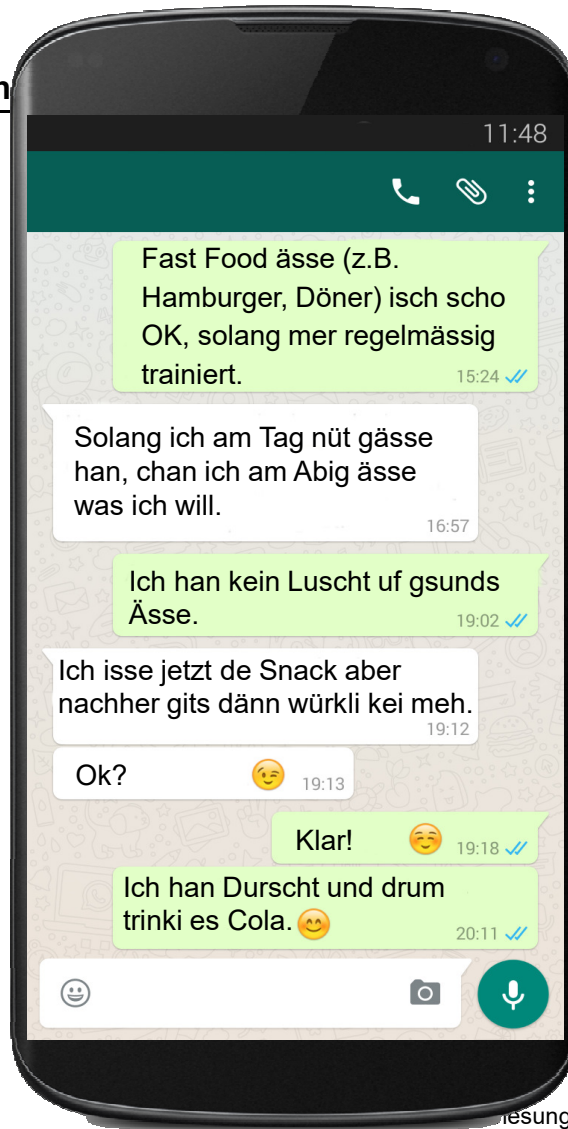 n
11:48
Fast Food ässe (z.B.
Hamburger, Döner) isch scho
OK, solang mer regelmässig
trainiert.
15:24
Solang ich am Tag nüt gässe
han, chan ich am Abig ässe
was ich will.
16:57
Ich han kein Luscht uf gsunds
Ässe.
19:02
Ich isse jetzt de Snack aber
nachher gits dänn würkli kei meh.
19:12
Ok? 😉 19:13
Klar! ☺️ 19:18
Ich han Durscht und drum
trinki es Cola. 😊
20:11